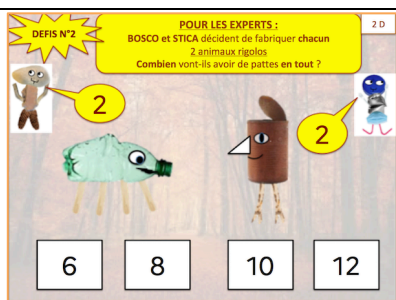 DEFIS N°2
POUR LES EXPERTS :
BOSCO et STICA décident de fabriquer chacun
2 animaux rigolos
Combien vont-ils avoir de pattes en tout ?
2 D
2
2
6
8
10
12